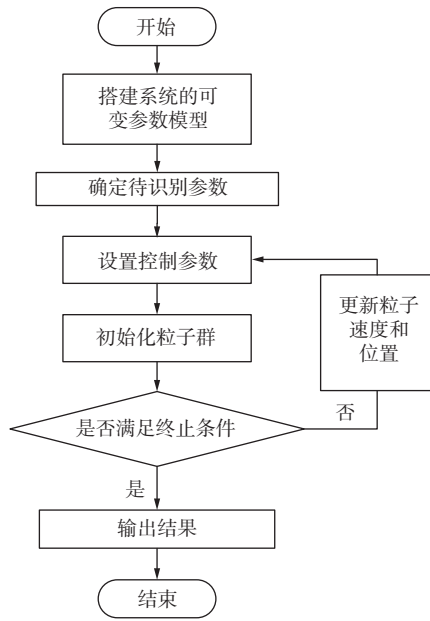 开始
搭建系统的可
变参数模型
确定待识别参数
设置控制参数
更新粒子
速度和
位置
初始化粒子群
否
是否满足终止条件
是
输出结果
结束